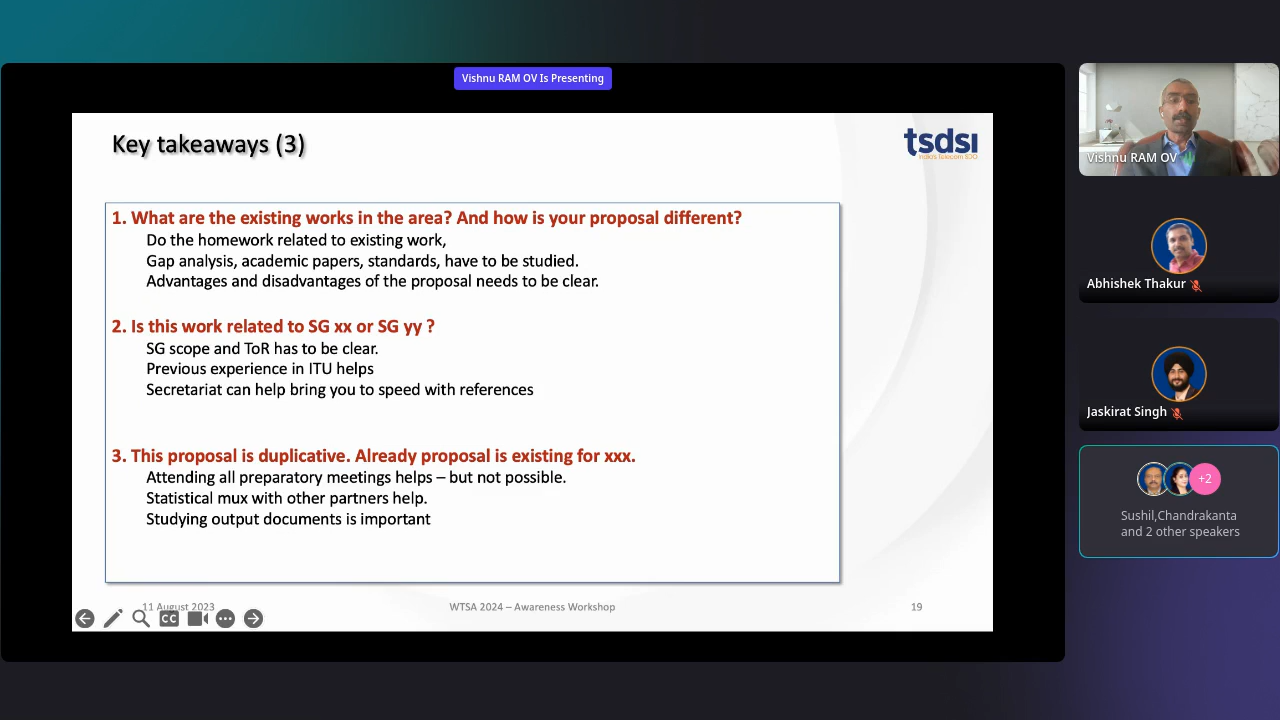 Vishnu RAM OV Is Presenting
Key takeaways (3)
tsdsi
India's Telecom SDO
1. What are the existing works in the area? And how is your proposal different?
Do the homework related to existing work,
Gap analysis, academic papers, standards, have to be studied.
Advantages and disadvantages of the proposal needs to be clear.
2. Is this work related to SG xx or SG yy ?
SG scope and ToR has to be clear.
Previous experience in ITU helps
Secretariat can help bring you to speed with references
3. This proposal is duplicative. Already proposal is existing for xxx.
Attending all preparatory meetings helps – but not possible.
Statistical mux with other partners help.
Studying output documents is important
11 August 2023
WTSA 2024 – Awareness Workshop
19
CC
Vishnu RAM OV
Abhishek Thakur
Jaskirat Singh
+2
Sushil,Chandrakanta
and 2 other speakers